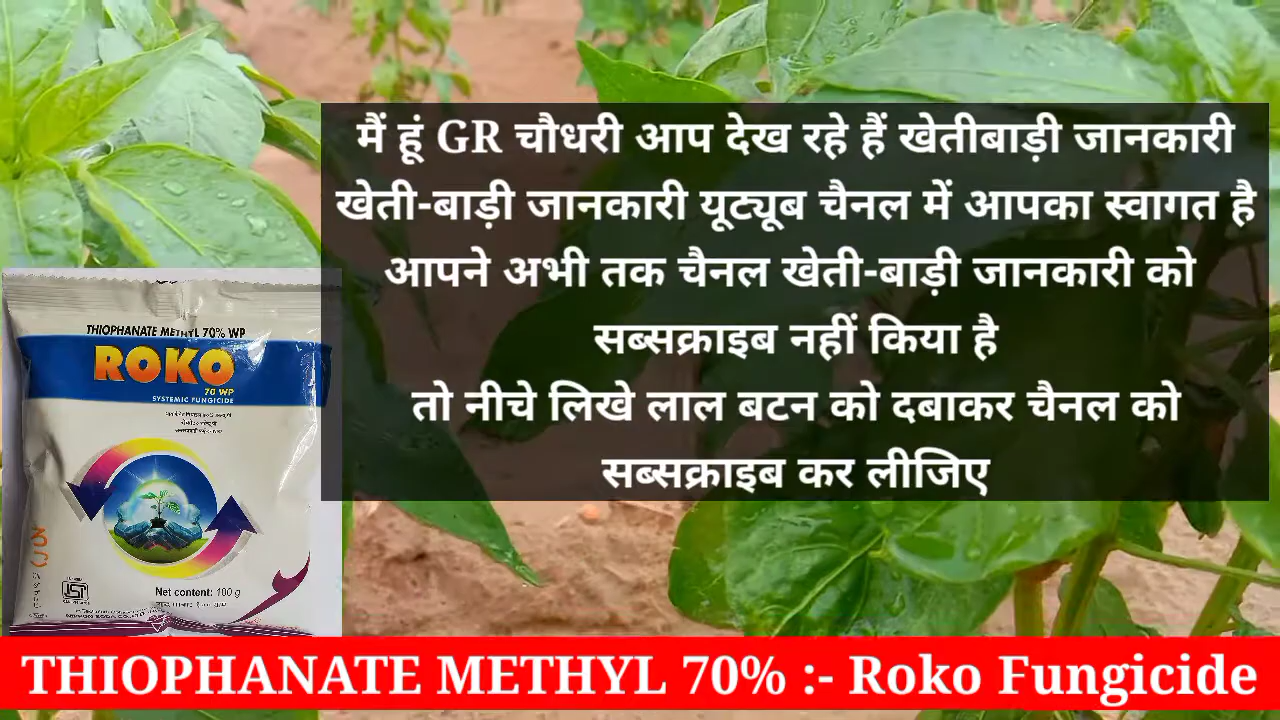 मैं हूं GR चौधरी आप देख रहे हैं खेतीबाड़ी जानकारी
खेती-बाड़ी जानकारी यूट्यूब चैनल में आपका स्वागत है
आपने अभी तक चैनल खेती-बाड़ी जानकारी को
सब्सक्राइब नहीं किया है
तो नीचे लिखे लाल बटन को दबाकर चैनल को
सब्सक्राइब कर लीजिए
THIOPHANATE METHYL 70% WP
ROKO
70 WP
SYSTEMIC FUNGICIDE
Net content: 100 g
THIOPHANATE METHYL 70% :- Roko Fungicide